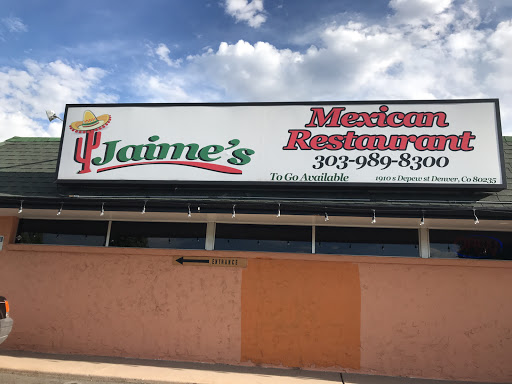 Jaime's
Mexican
Restaurant
303-989-8300
To Go Available
1910 s Depew st Denver, Co 80235
ENTRANCE